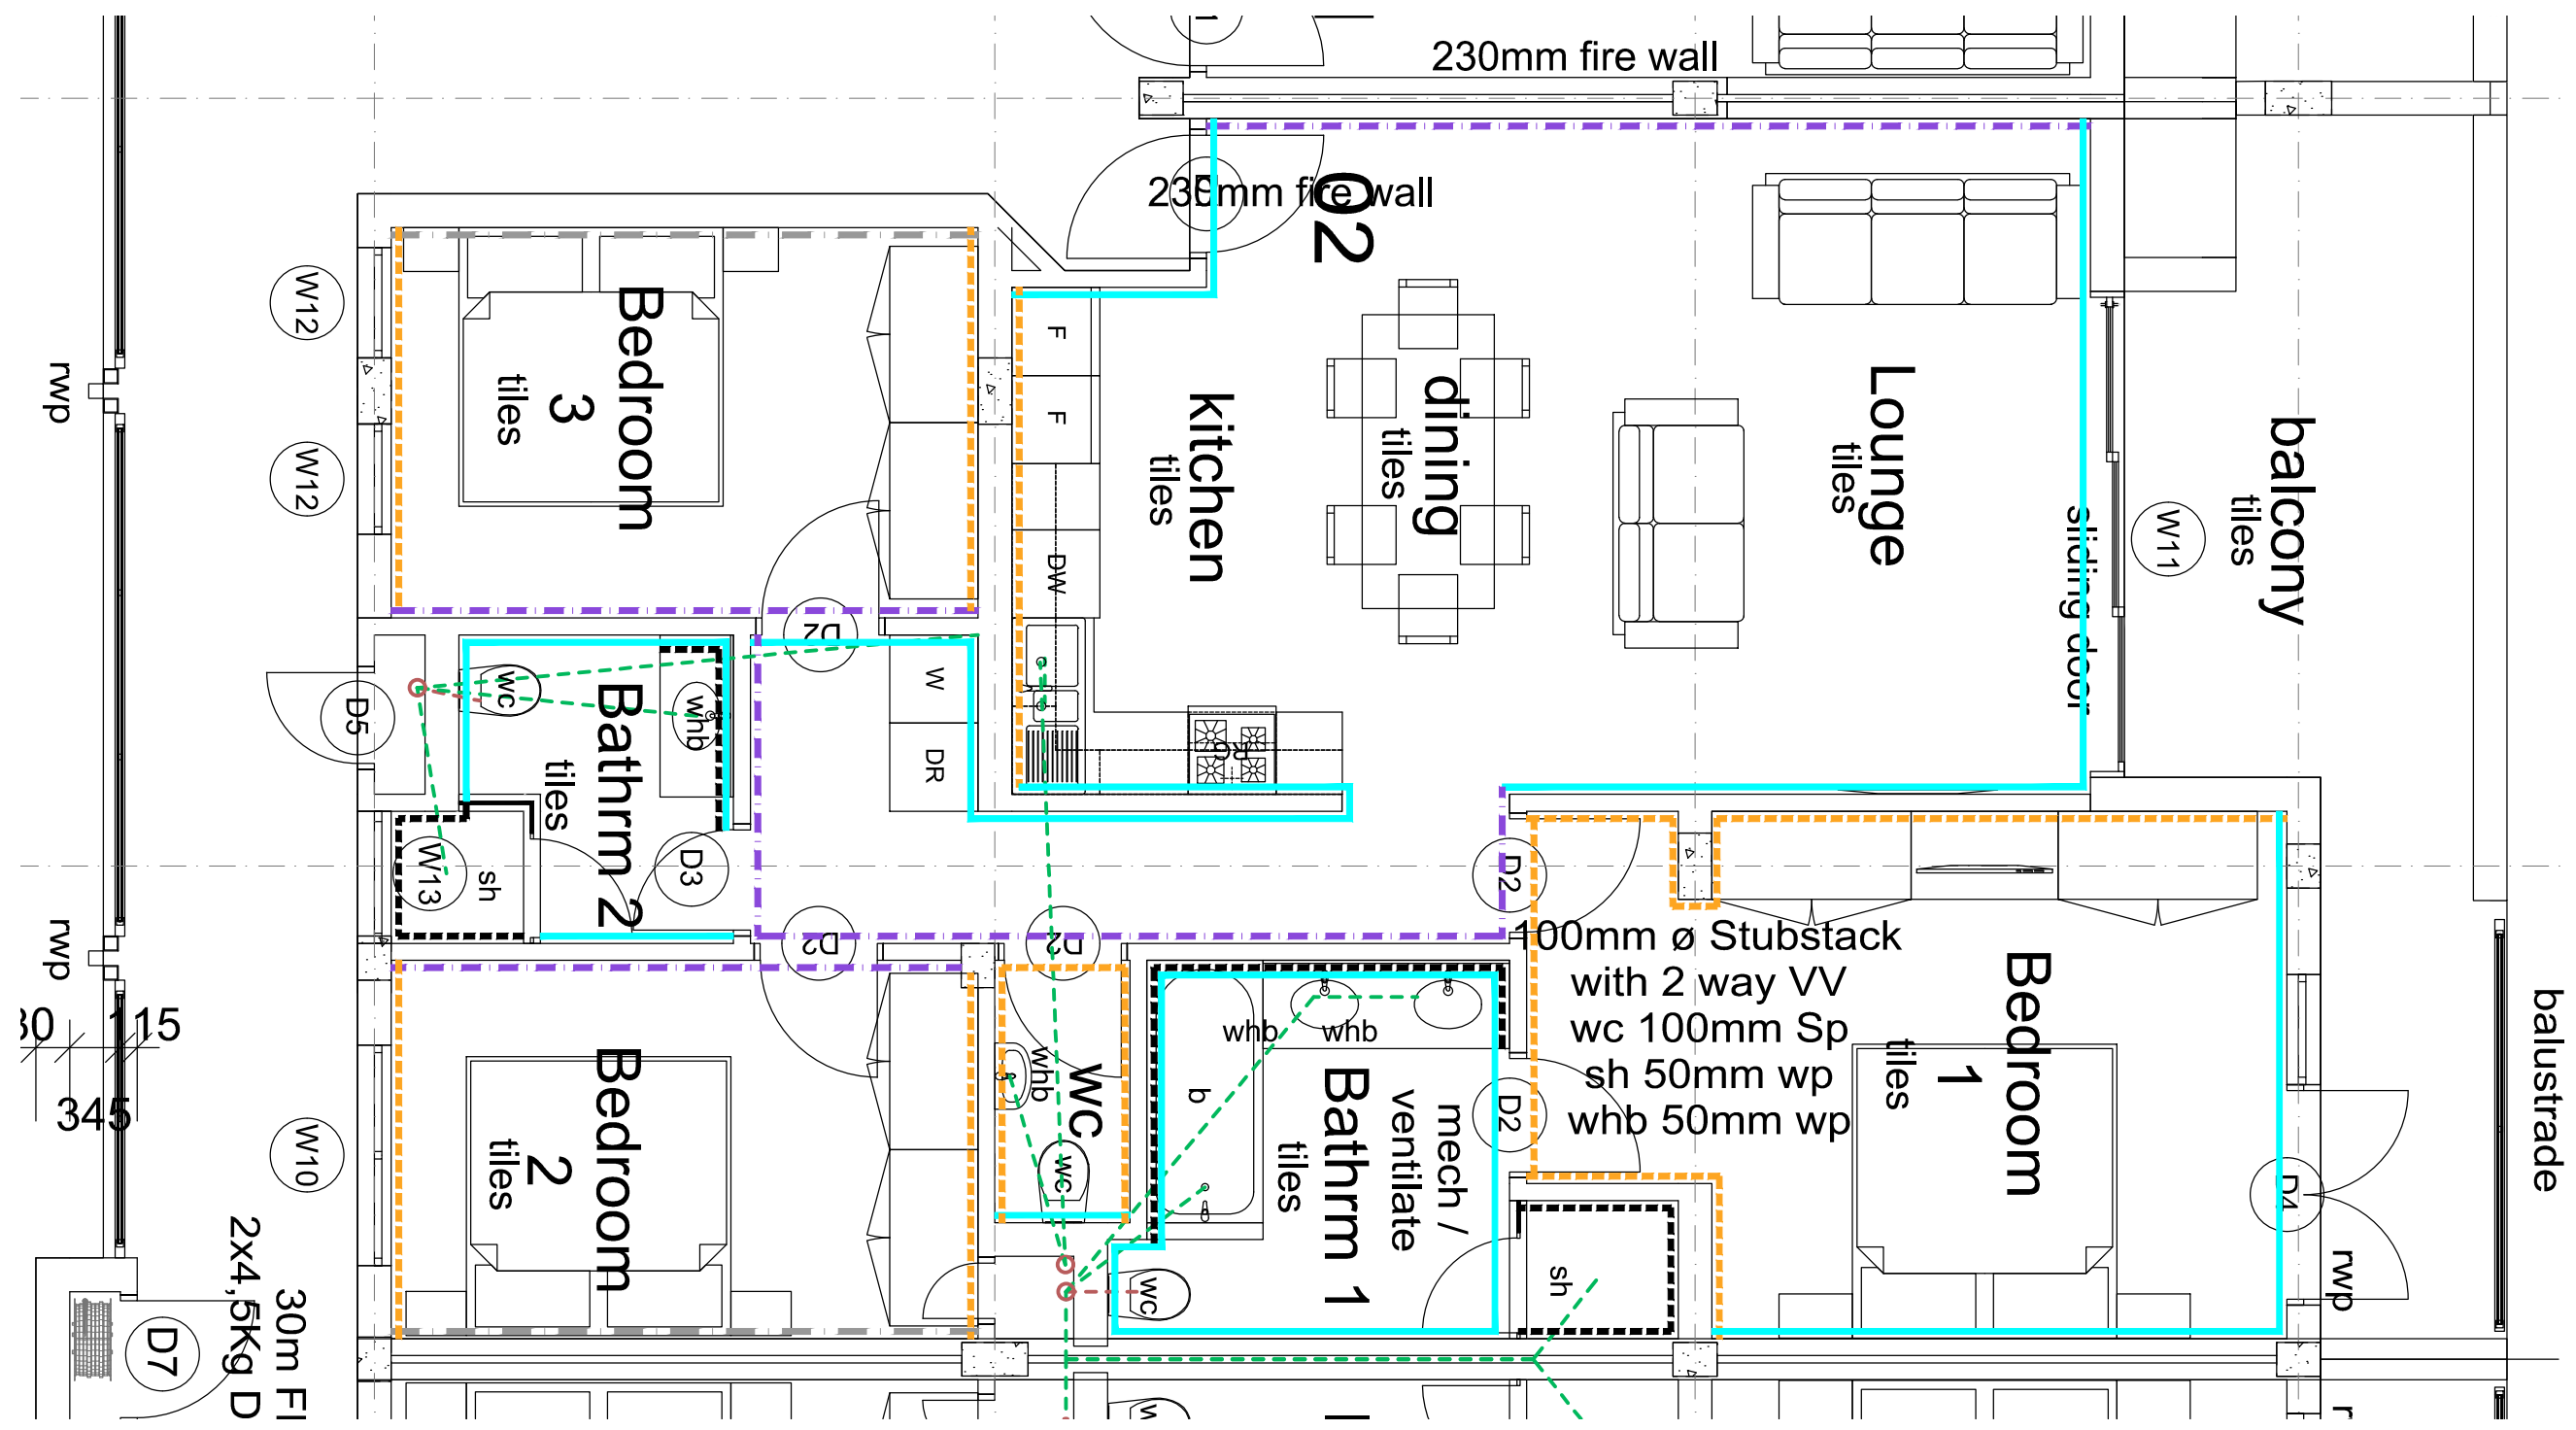 230mm fire wall
230mm fire wall
02
W12
W12
rwp
Bedroom
3
tiles
F
F
DW
kitchen
tiles
dining
tiles
Lounge
tiles
sliding door
W11
balcony
tiles
D2
W
DR
D5
wc
whb
Bathrm 2
tiles
W13
sh
D3
RG
D2
D2
D2
rwp
100mm ø Stubstack
with 2 way VV
wc 100mm Sp
sh 50mm wp
whb 50mm wp
115
345
W10
Bedroom
2
tiles
whb
wc
wc
whb
whb
b
Bathrm 1
tiles
mech /
ventilate
D2
Bedroom
1
tiles
D4
balustrade
rwp
wc
sh
D7
30m Fl
2x4,5Kg D